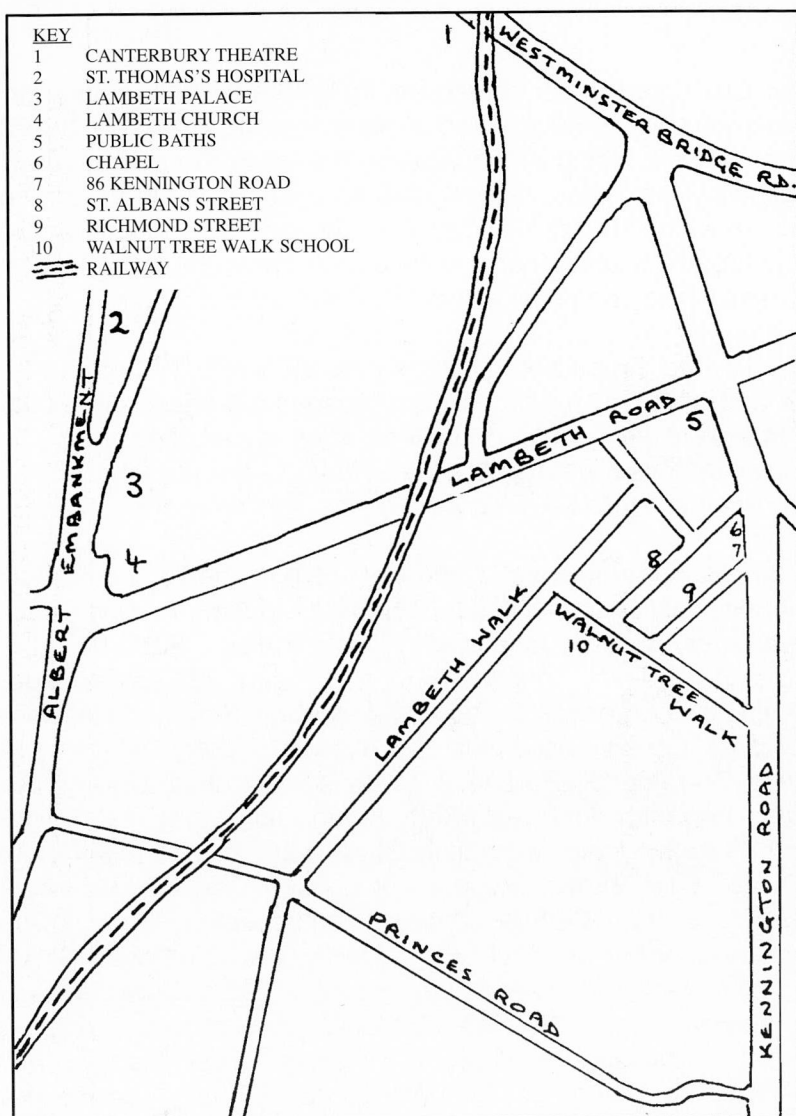 KEY
1 CANTERBURY THEATRE
2 ST. THOMAS'S HOSPITAL
3 LAMBETH PALACE
4 LAMBETH CHURCH
5 PUBLIC BATHS
6 CHAPEL
7 86 KENNINGTON ROAD
8 ST. ALBANS STREET
9 RICHMOND STREET
10 WALNUT TREE WALK SCHOOL
RAILWAY
1
WESTMINSTER BRIDGE RD.
2
ALBERT EMBANKMENT
3
4
LAMBETH ROAD
5
6
7
8
9
LAMBETH WALK
10
WALNUT TREE WALK
KENNINGTON ROAD
PRINCES ROAD